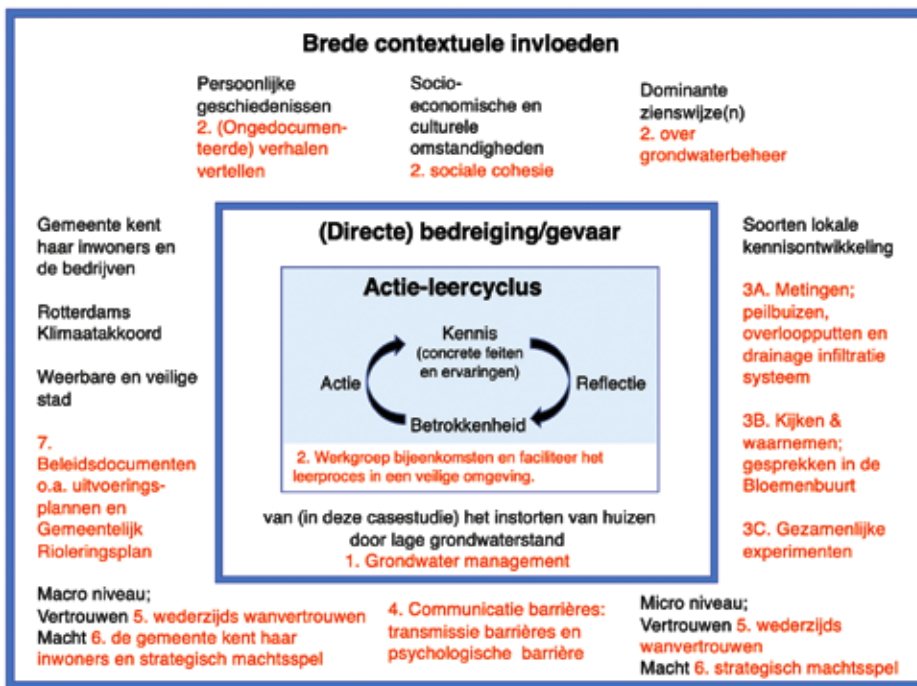 Brede contextuele invloeden
Persoonlijke
geschiedenissen
2. (Ongedocumen-
teerde) verhalen
vertellen
Socio-
economische en
culturele
omstandigheden
2. sociale cohesie
Dominante
zienswijze(n)
2. over
grondwaterbeheer
Gemeente kent
haar inwoners en
de bedrijven
Rotterdams
Klimaatakkoord
Weerbare en veilige
stad
7.
Beleidsdocumenten
o.a. uitvoerings-
plannen en
Gemeentelijk
Rioleringsplan
(Directe) bedreiging/gevaar
Actie-leercyclus
Kennis
(concrete feiten
en ervaringen)
Actie
Reflectie
Betrokkenheid
2. Werkgroep bijeenkomsten en faciliteer het
leerproces in een veilige omgeving.
van (in deze casestudie) het instorten van huizen
door lage grondwaterstand
1. Grondwater management
Soorten lokale
kennisontwikkeling
3A. Metingen;
peilbuizen,
overloopputten en
drainage infiltratie
systeem
3B. Kijken &
waarnemen;
gesprekken in de
Bloemenbuurt
3C. Gezamenlijke
experimenten
Macro niveau;
Vertrouwen 5. wederzijds wanvertrouwen
Macht 6. de gemeente kent haar
inwoners en strategisch machtsspel
4. Communicatie barrières:
transmissie barrières en
psychologische barrière
Micro niveau;
Vertrouwen 5. wederzijds
wanvertrouwen
Macht 6. strategisch machtsspel